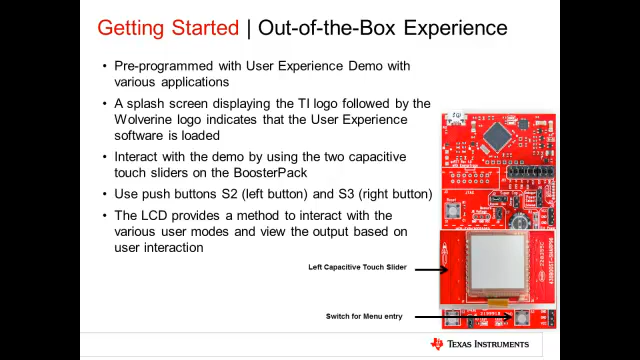 Getting Started | Out-of-the-Box Experience
• Pre-programmed with User Experience Demo with
various applications
• A splash screen displaying the TI logo followed by the
Wolverine logo indicates that the User Experience
software is loaded
• Interact with the demo by using the two capacitive
touch sliders on the BoosterPack
• Use push buttons S2 (left button) and S3 (right button)
• The LCD provides a method to interact with the
various user modes and view the output based on
user interaction
Left Capacitive Touch Slider
Switch for Menu entry
TEXAS INSTRUMENTS